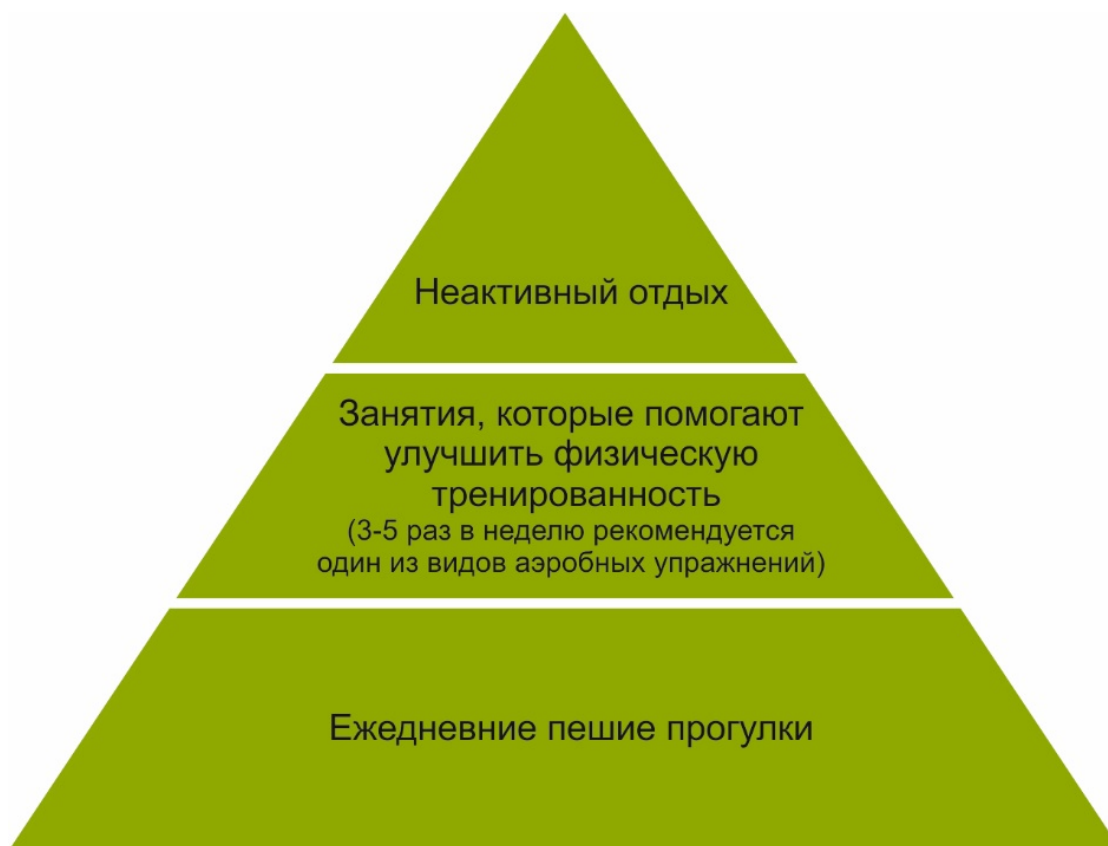 Неактивный отдых
Занятия, которые помогают
улучшить физическую
тренированность
(3-5 раз в неделю рекомендуется
один из видов аэробных упражнений)
Ежедневние пешие прогулки